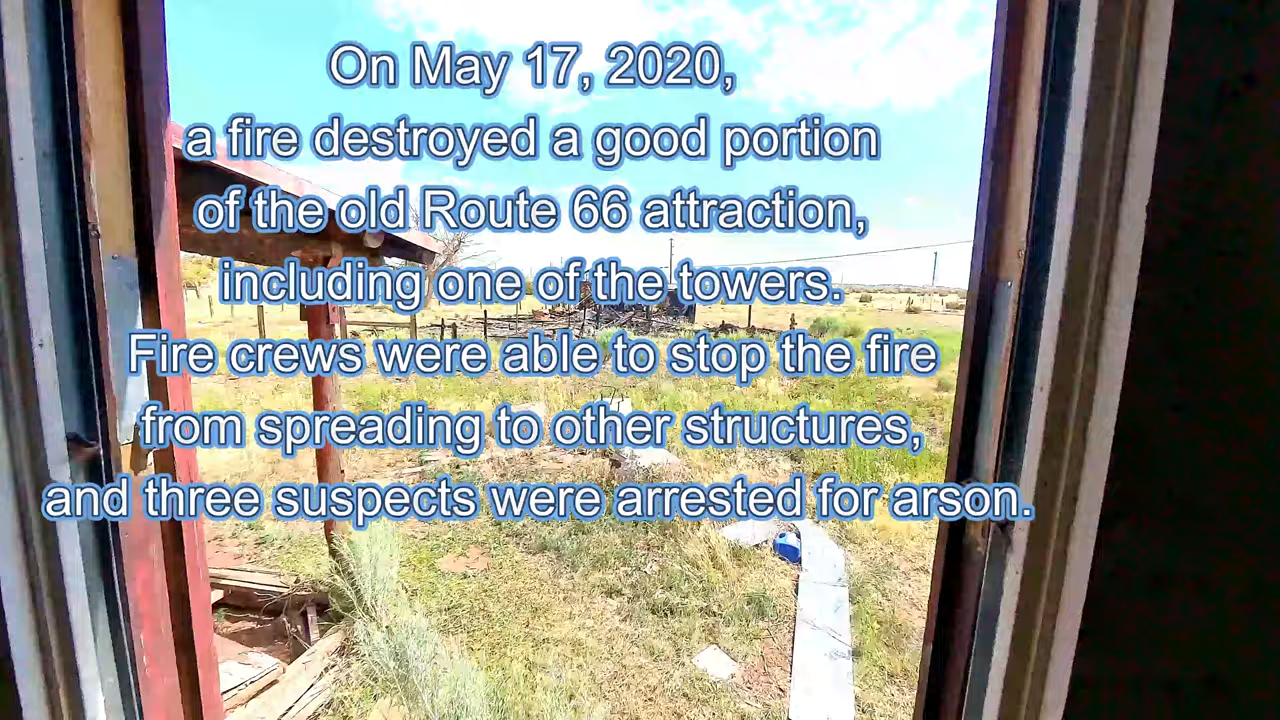 On May 17, 2020,
a fire destroyed a good portion
of the old Route 66 attraction,
including one of the towers.
Fire crews were able to stop the fire
from spreading to other structures,
and three suspects were arrested for arson.